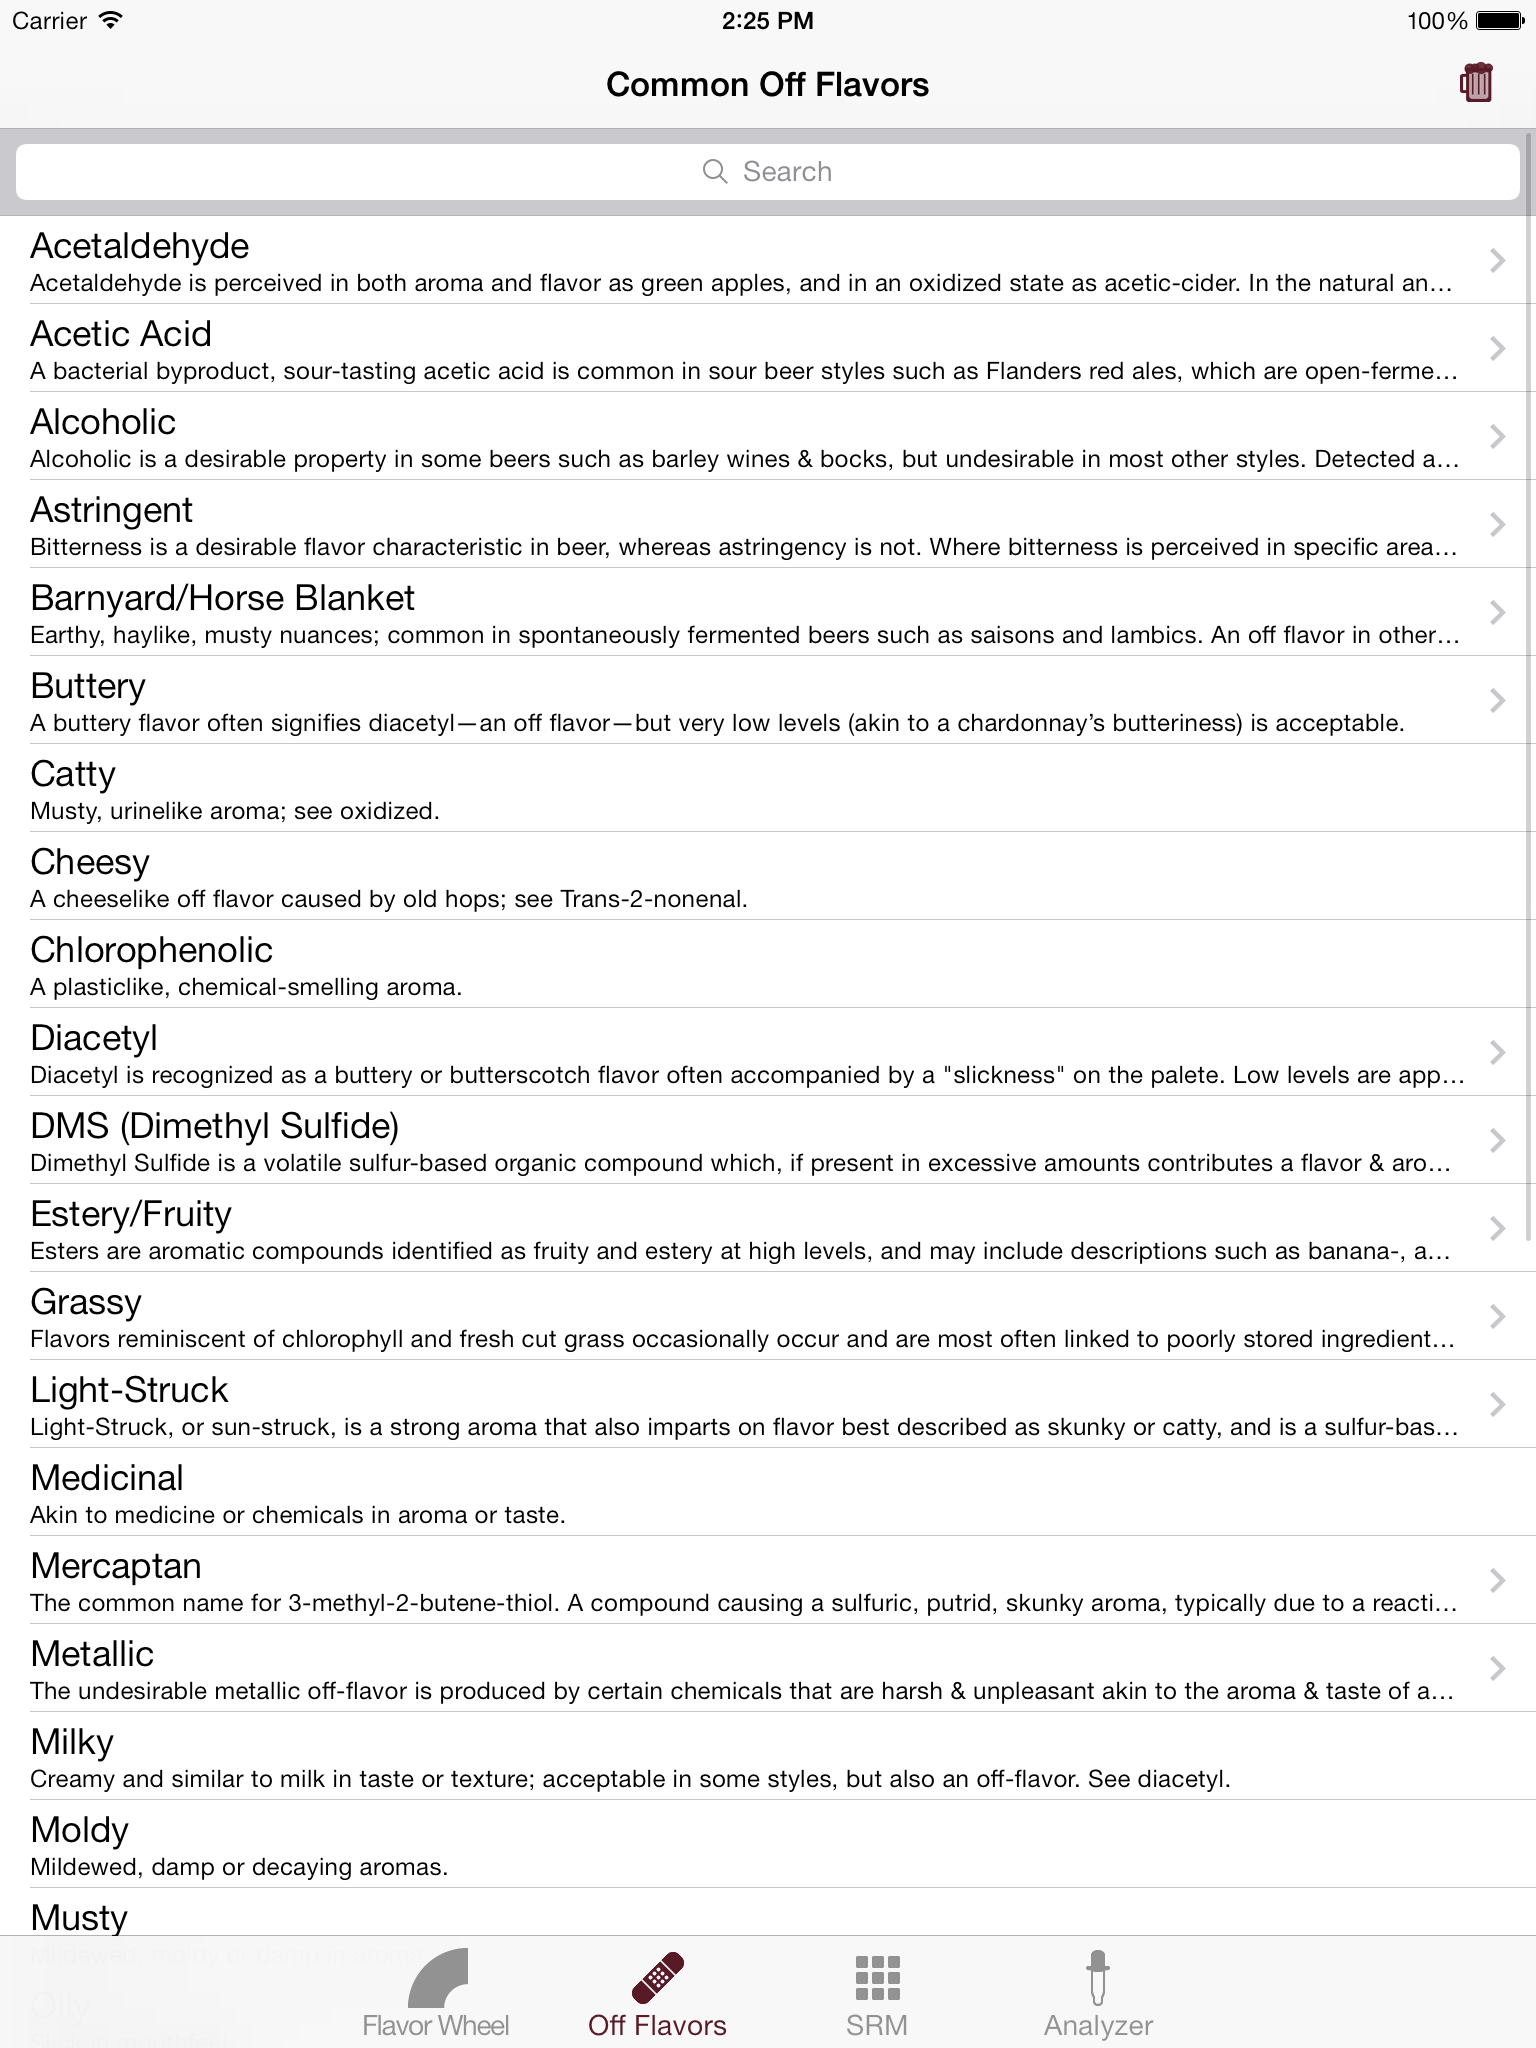 Carrier
2:25 PM
100%
Common Off Flavors
Search
Acetaldehyde
Acetaldehyde is perceived in both aroma and flavor as green apples, and in an oxidized state as acetic-cider. In the natural an...
Acetic Acid
A bacterial byproduct, sour-tasting acetic acid is common in sour beer styles such as Flanders red ales, which are open-ferme...
Alcoholic
Alcoholic is a desirable property in some beers such as barley wines & bocks, but undesirable in most other styles. Detected a...
Astringent
Bitterness is a desirable flavor characteristic in beer, whereas astringency is not. Where bitterness is perceived in specific area...
Barnyard/Horse Blanket
Earthy, haylike, musty nuances; common in spontaneously fermented beers such as saisons and lambics. An off flavor in other...
Buttery
A buttery flavor often signifies diacetyl—an off flavor—but very low levels (akin to a chardonnay’s butteriness) is acceptable.
Catty
Musty, urinelike aroma; see oxidized.
Cheesy
A cheeselike off flavor caused by old hops; see Trans-2-nonenal.
Chlorophenolic
A plasticlike, chemical-smelling aroma.
Diacetyl
Diacetyl is recognized as a buttery or butterscotch flavor often accompanied by a "slickness" on the palete. Low levels are app...
DMS (Dimethyl Sulfide)
Dimethyl Sulfide is a volatile sulfur-based organic compound which, if present in excessive amounts contributes a flavor & aro...
Estery/Fruity
Esters are aromatic compounds identified as fruity and estery at high levels, and may include descriptions such as banana-, a...
Grassy
Flavors reminiscent of chlorophyll and fresh cut grass occasionally occur and are most often linked to poorly stored ingredient...
Light-Struck
Light-Struck, or sun-struck, is a strong aroma that also imparts on flavor best described as skunky or catty, and is a sulfur-bas...
Medicinal
Akin to medicine or chemicals in aroma or taste.
Mercaptan
The common name for 3-methyl-2-butene-thiol. A compound causing a sulfuric, putrid, skunky aroma, typically due to a reacti...
Metallic
The undesirable metallic off-flavor is produced by certain chemicals that are harsh & unpleasant akin to the aroma & taste of a...
Milky
Creamy and similar to milk in taste or texture; acceptable in some styles, but also an off-flavor. See diacetyl.
Moldy
Mildewed, damp or decaying aromas.
Musty
Mildewed, moldy or damp in aroma.
Oily
Slick in mouthfeel.
Flavor Wheel
Off Flavors
SRM
Analyzer